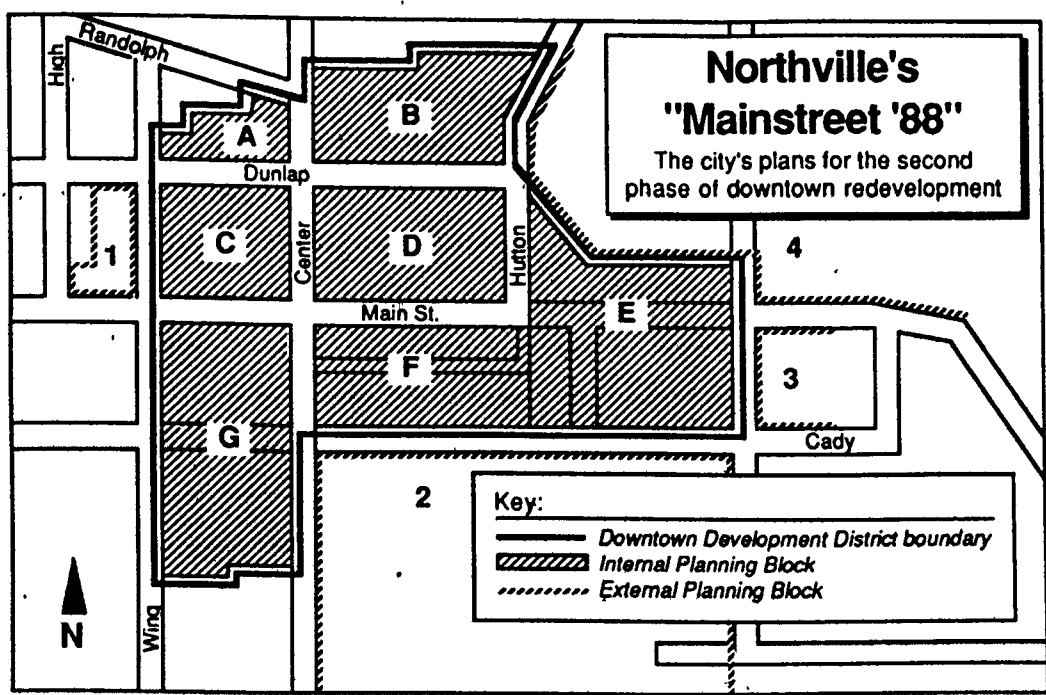 Northville's
"Mainstreet '88"
The city's plans for the second
phase of downtown redevelopment
High
Randolph
A
B
Dunlap
1
C
Center
D
Hutton
4
Main St.
E
F
3
G
Cady
2
Key:
Downtown Development District boundary
Internal Planning Block
External Planning Block
N
Wing